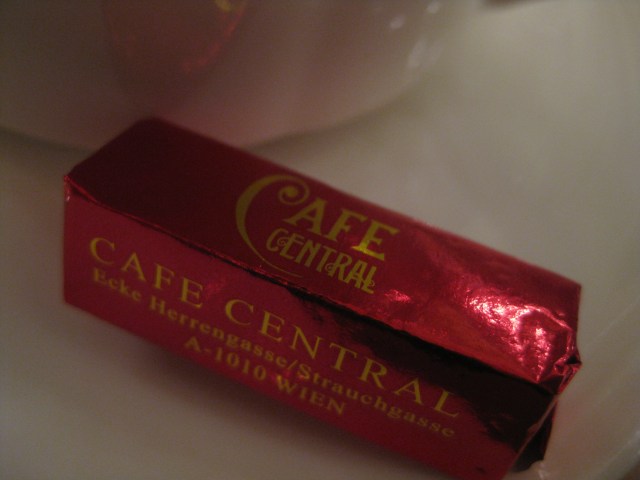 CAFE
CENTRAL
CAFE CENTRAL
Ecke Herrengasse/Strauchgasse
A-1010 WIEN